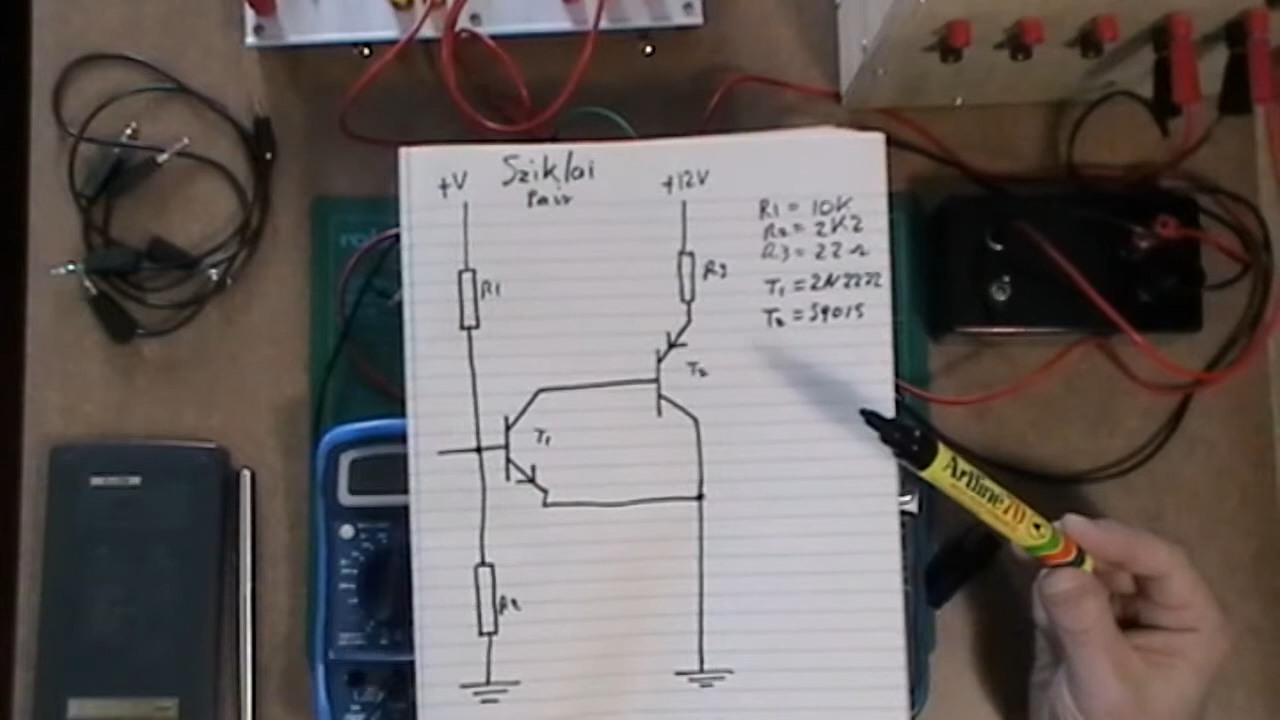 Sziklai
Pair
+V
+12V
R1 = 10K
R2 = 2K2
R3 = 22Ω
T1 = 2N2222
T2 = S9015
R1
R3
T2
T1
R2
Artline 70